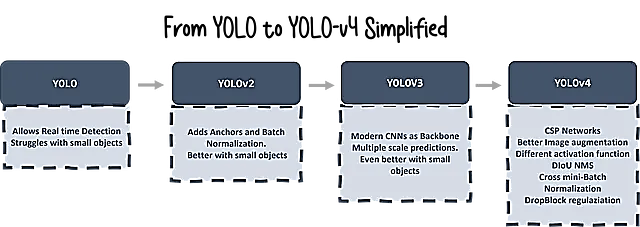 From YOLO to YOLO-v4 Simplified
YOLO
Allows Real time Detection
Struggles with small objects
YOLOv2
Adds Anchors and Batch
Normalization.
Better with small objects
YOLOV3
Modern CNNs as Backbone
Multiple scale predictions.
Even better with small
objects
YOLOv4
CSP Networks
Better Image augmentation
Different activation function
DIoU NMS
Cross mini-Batch
Normalization
DropBlock regulaziation